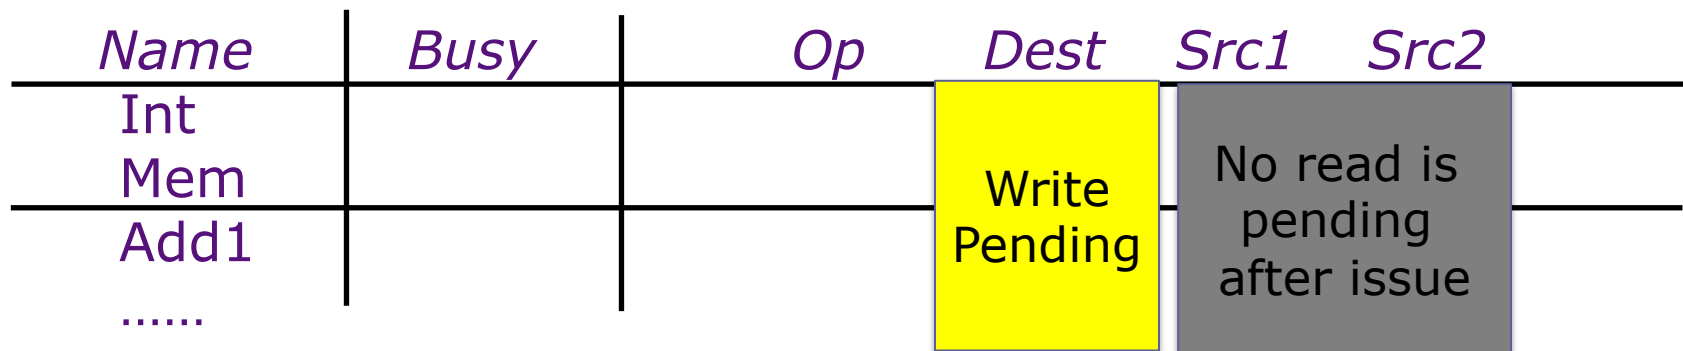 Name Busy Op Dest Src1 Src2
Int
Mem
Add1
......
Write
Pending
No read is
pending
after issue